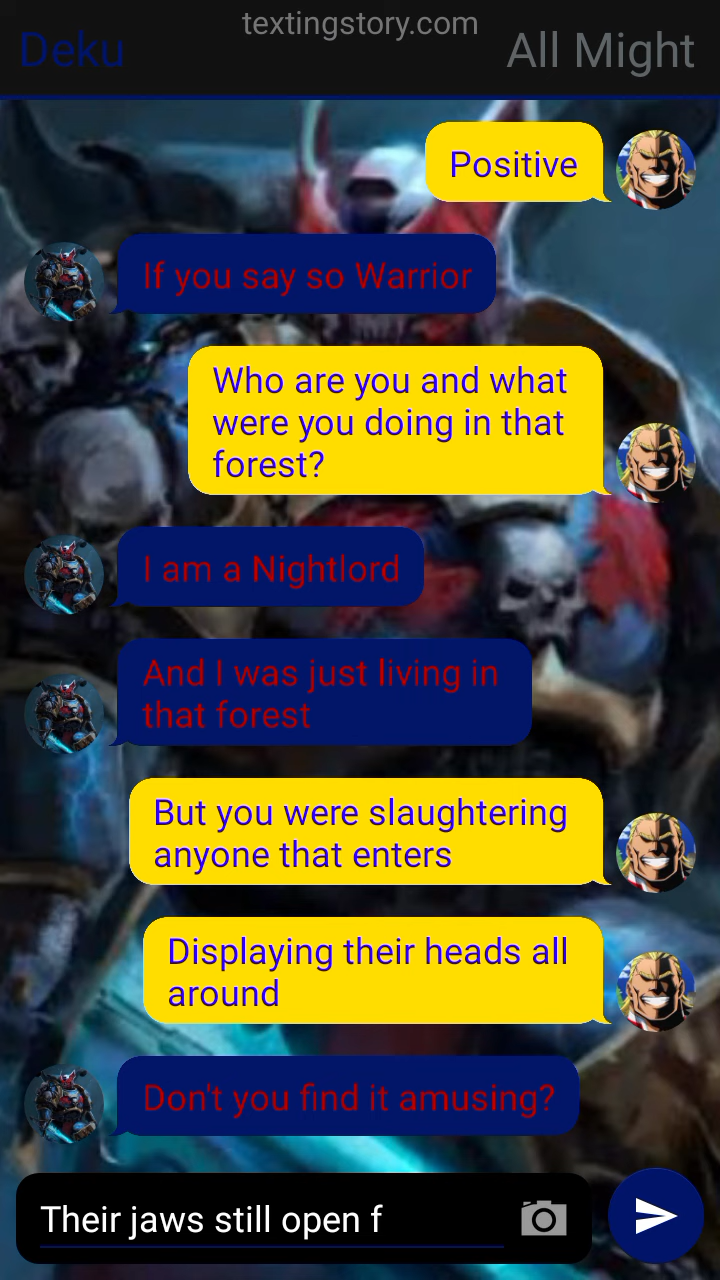 textingstory.com
Deku
All Might
Positive
If you say so Warrior
Who are you and what
were you doing in that
forest?
I am a Nightlord
And I was just living in
that forest
But you were slaughtering
anyone that enters
Displaying their heads all
around
Don't you find it amusing?
Their jaws still open f